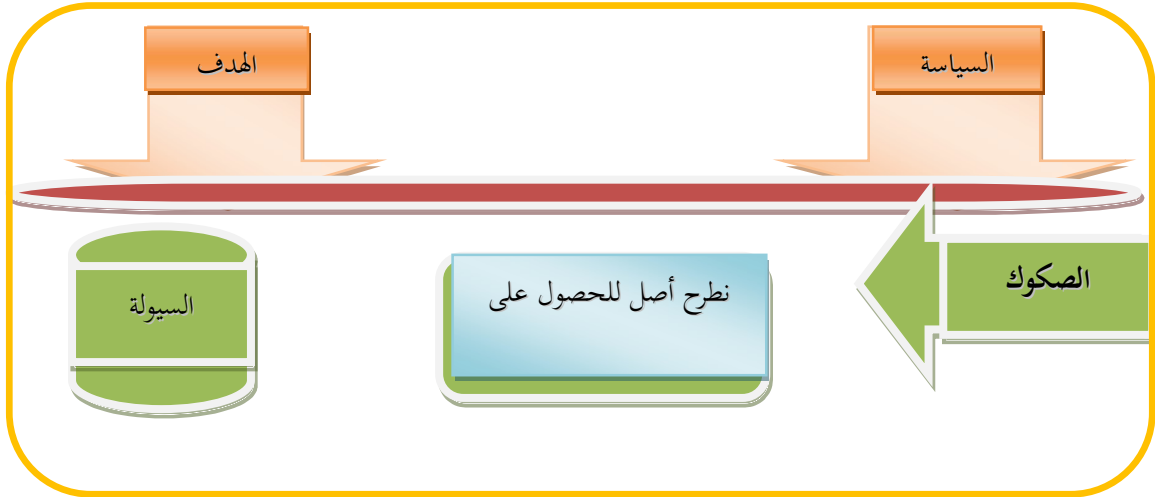 السياسة
الهدف
الصكوك
نطرح أصل للحصول على
السيولة